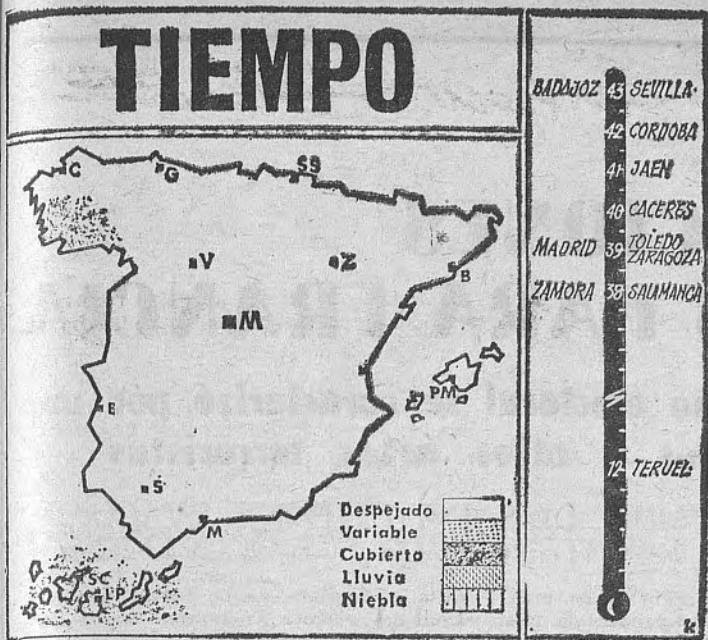 TIEMPO
C
G
SS
V
Z
B
M
PM
E
S
M
SC
LP
Despejado
Variable
Cubierto
Lluvia
Niebla
BADAJOZ 43 SEVILLA
42 CORDOBA
41 JAEN
40 CACERES
MADRID 39 TOLEDO
ZARAGOZA
ZAMORA 38 SALAMANCA
12 TERUEL
k